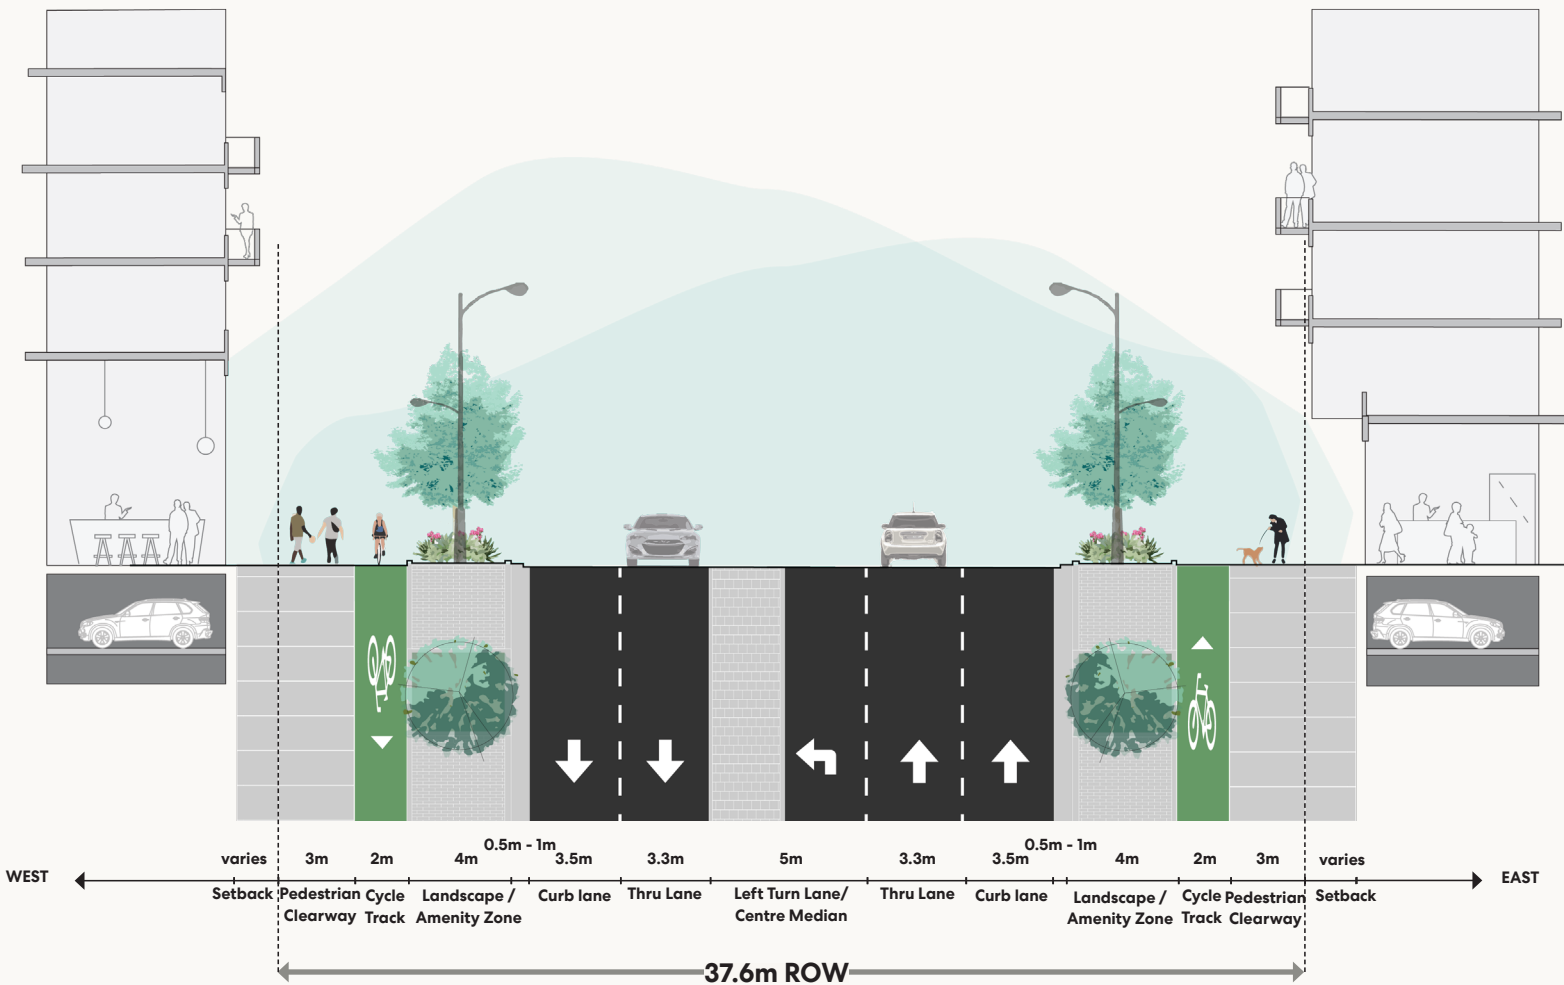 0.5m - 1m
0.5m - 1m
varies
3m
2m
4m
3.5m
3.3m
5m
3.3m
3.5m
4m
2m
3m
varies
WEST
EAST
Setback
Pedestrian
Clearway
Cycle
Track
Landscape /
Amenity Zone
Curb lane
Thru Lane
Left Turn Lane/
Centre Median
Thru Lane
Curb lane
Landscape /
Amenity Zone
Cycle
Track
Pedestrian
Clearway
Setback
37.6m ROW